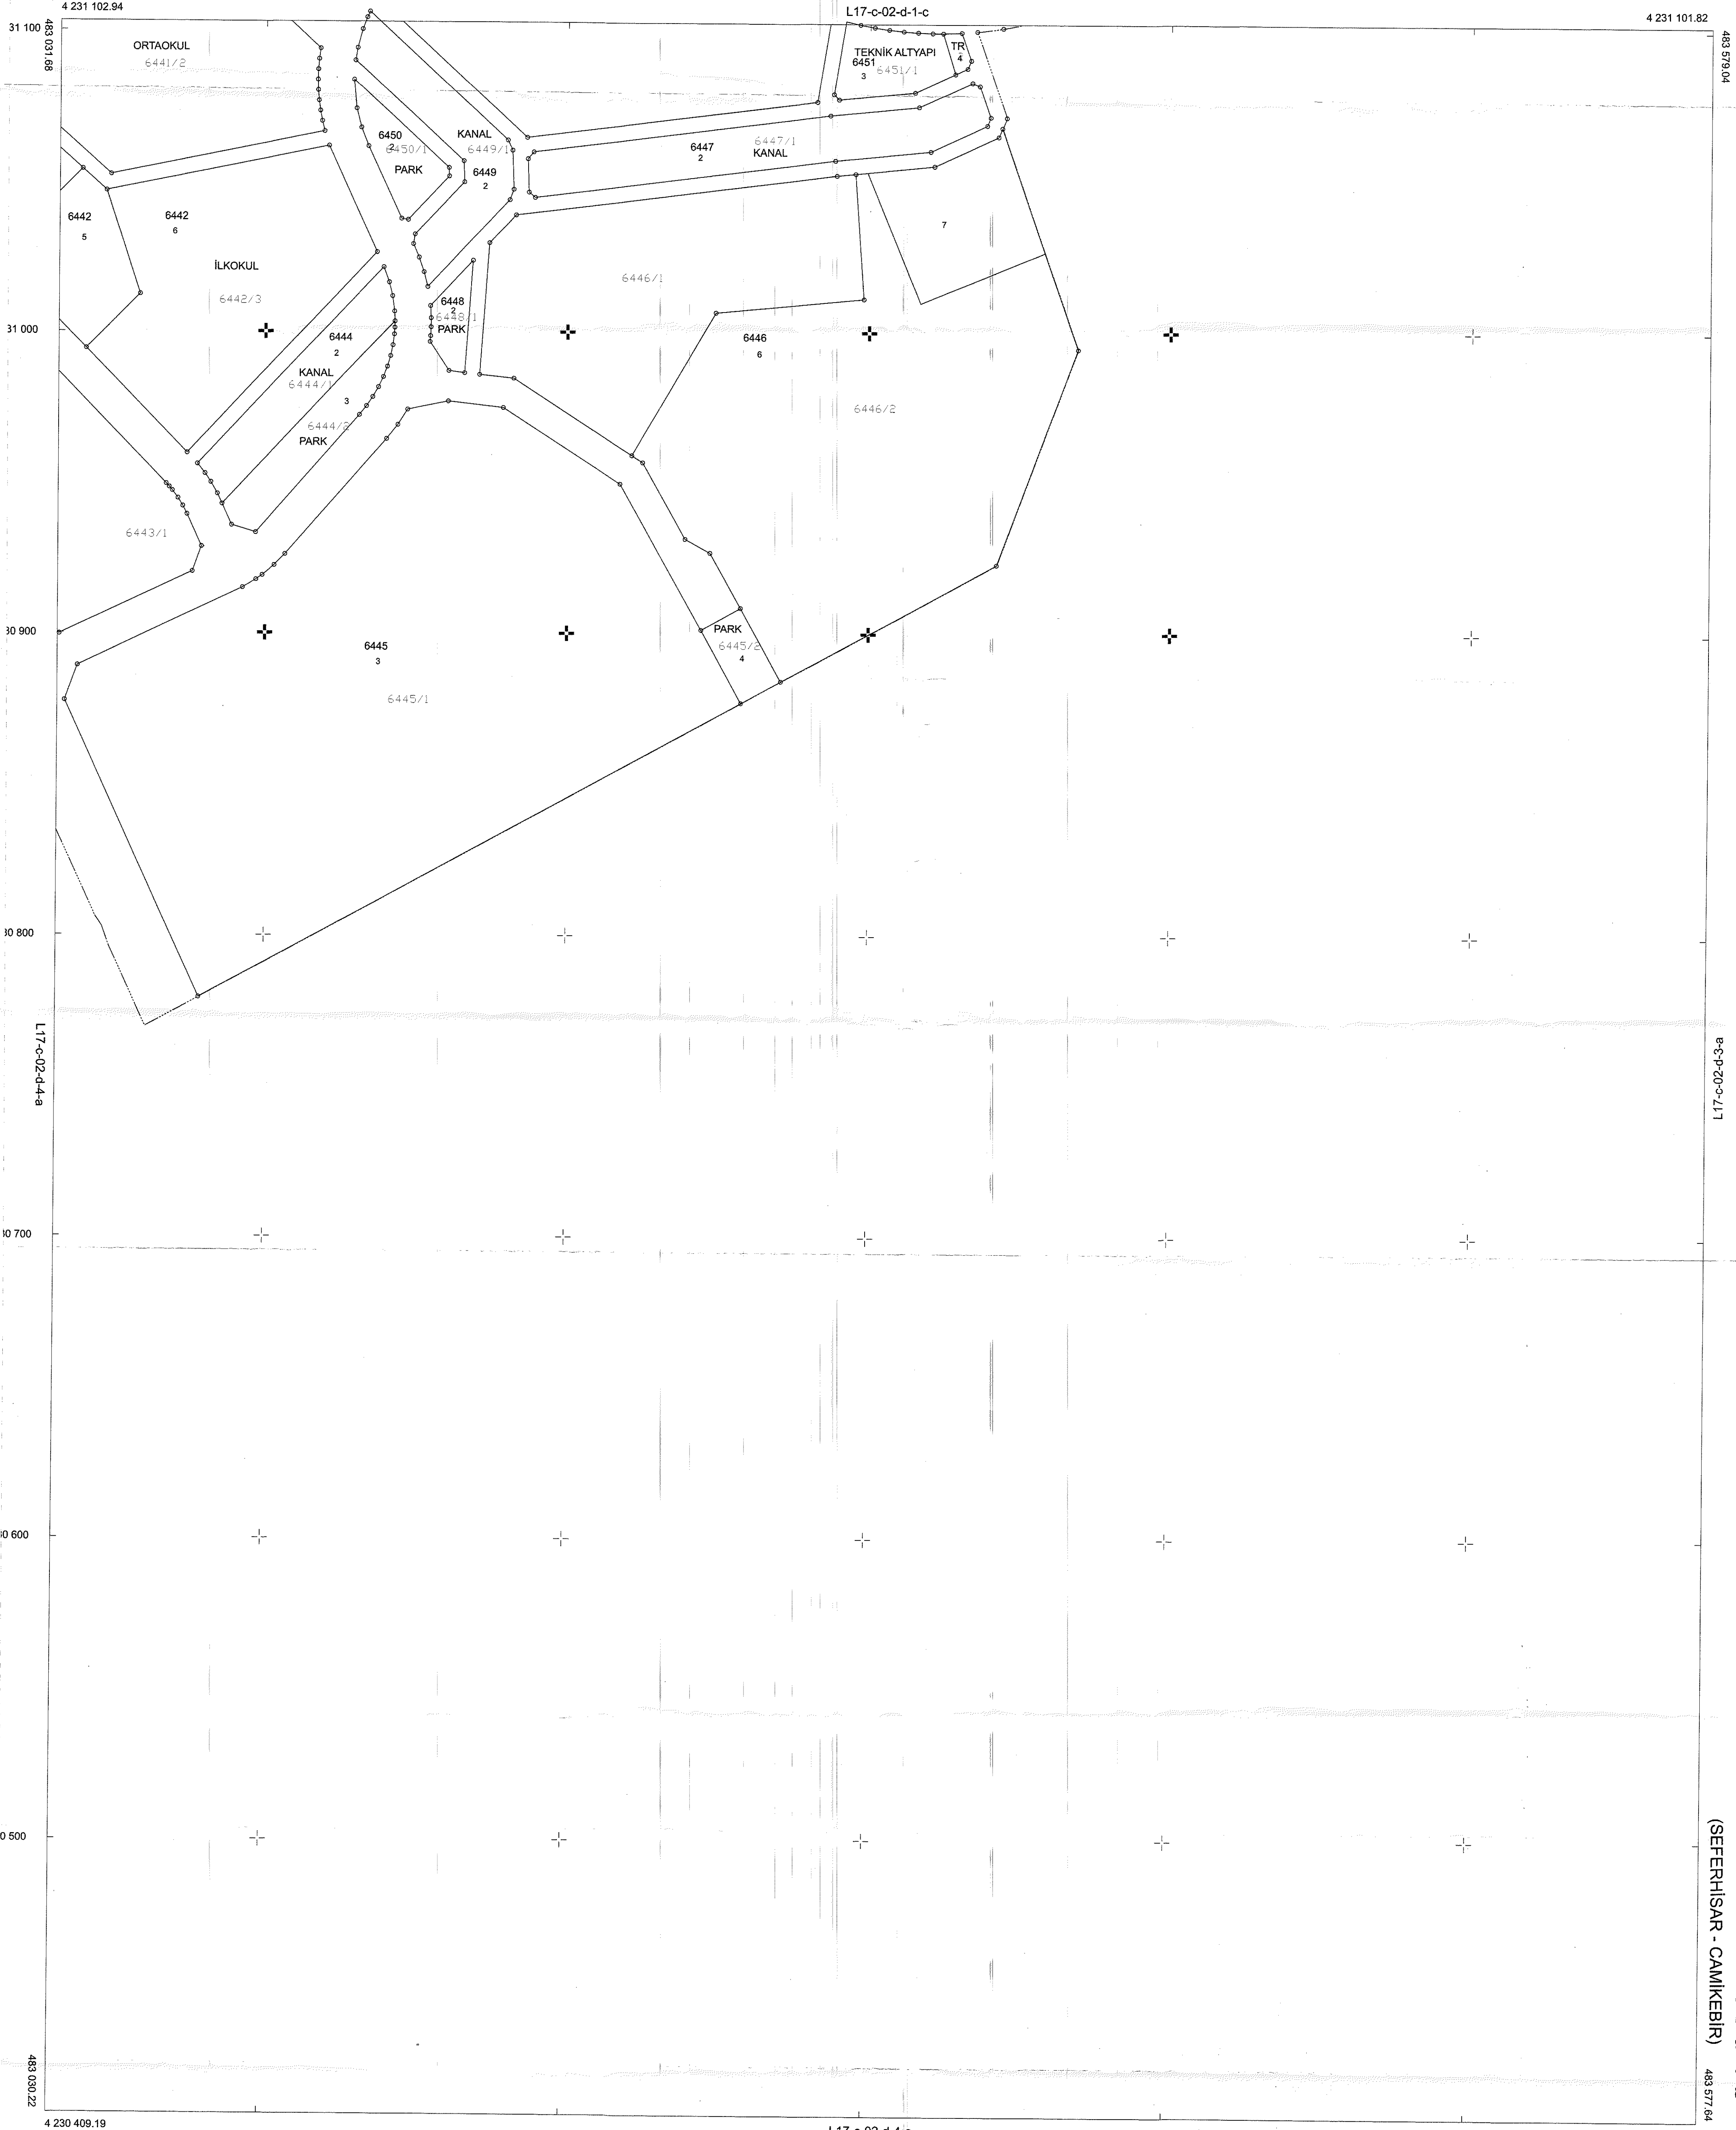 4 231 102.94
L17-c-02-d-1-c
4 231 101.82
31 100
483 031.68
483 579.04
ORTAOKUL
6441/2
TEKNİK ALTYAPI
6451
3
6451/1
TR
4
6450
2
6450/1
PARK
KANAL
6449/1
6449
2
6447/1
6447
2
KANAL
6442
5
6442
6
İLKOKUL
6442/3
7
6446/1
6448
2
6448/1
PARK
31 000
6444
2
KANAL
6444/1
3
6444/2
PARK
6446
6
6446/2
6443/1
30 900
6445
3
6445/1
PARK
6445/2
4
30 800
L17-c-02-d-4-a
L17-c-02-d-3-a
30 700
0 600
0 500
(SEFERHİSAR - CAMİKEBİR)
483 030.22
483 577.64
4 230 409.19